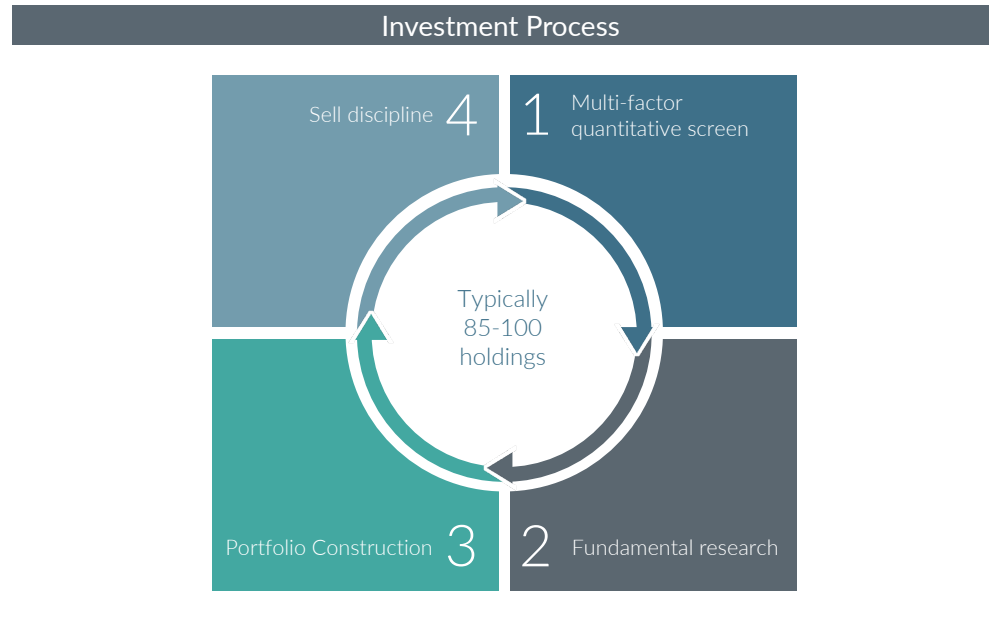 Investment Process
Sell discipline 4
1 Multi-factor
quantitative screen
Typically
85-100
holdings
Portfolio Construction 3
2 Fundamental research